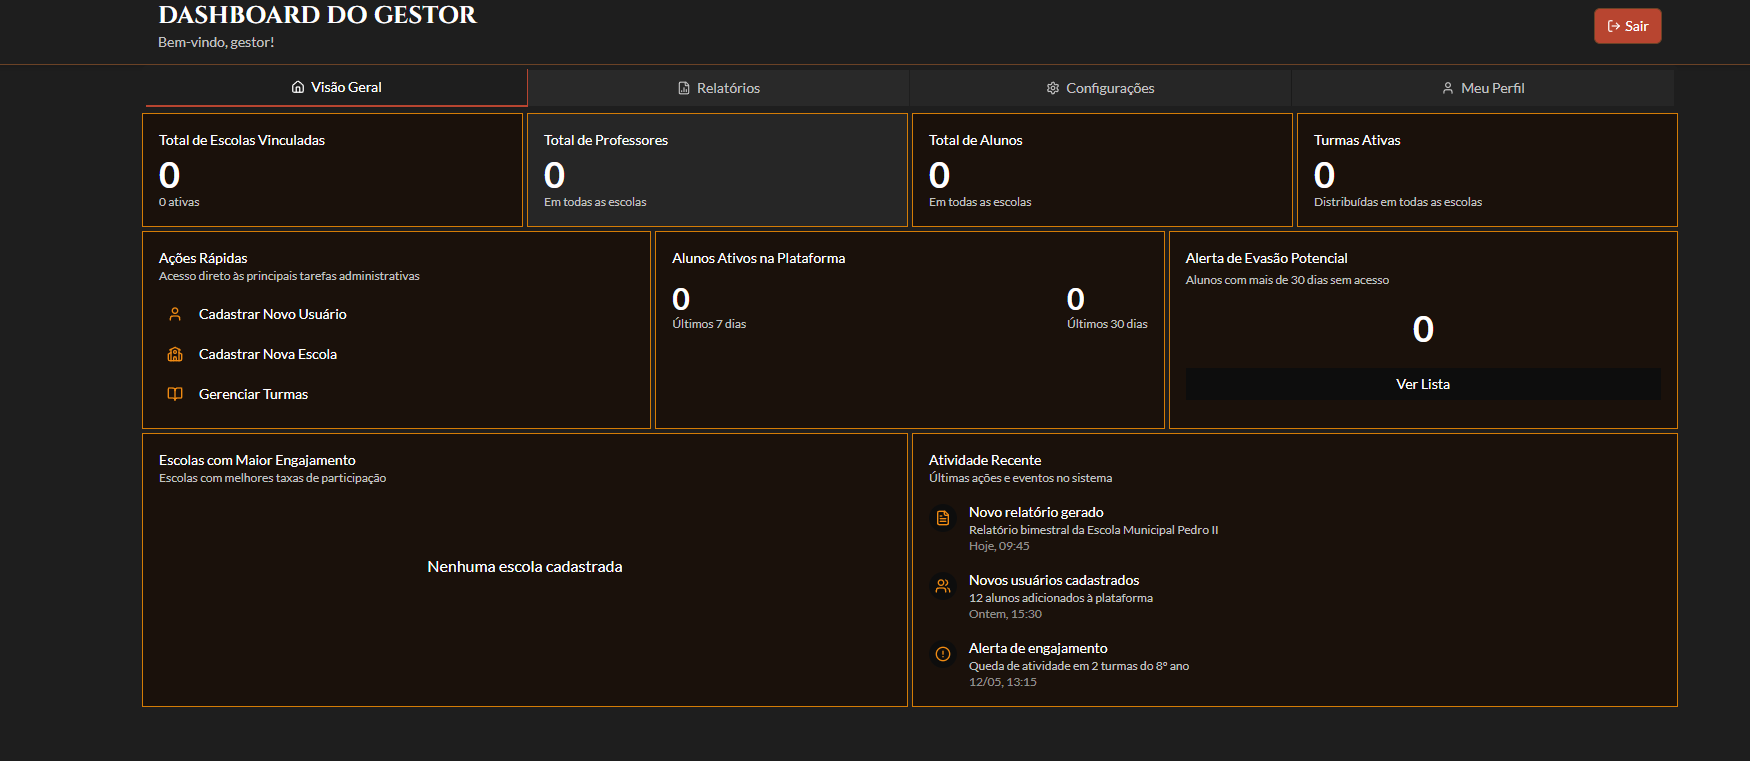 DASHBOARD DO GESTOR
Bem-vindo, gestor!
Sair
Visão Geral
Relatórios
Configurações
Meu Perfil
Total de Escolas Vinculadas
0
0 ativas
Total de Professores
0
Em todas as escolas
Total de Alunos
0
Em todas as escolas
Turmas Ativas
0
Distribuídas em todas as escolas
Ações Rápidas
Acesso direto às principais tarefas administrativas
Cadastrar Novo Usuário
Cadastrar Nova Escola
Gerenciar Turmas
Alunos Ativos na Plataforma
0
Últimos 7 dias
0
Últimos 30 dias
Alerta de Evasão Potencial
Alunos com mais de 30 dias sem acesso
0
Ver Lista
Escolas com Maior Engajamento
Escolas com melhores taxas de participação
Nenhuma escola cadastrada
Atividade Recente
Últimas ações e eventos no sistema
Novo relatório gerado
Relatório bimestral da Escola Municipal Pedro II
Hoje, 09:45
Novos usuários cadastrados
12 alunos adicionados à plataforma
Ontem, 15:30
Alerta de engajamento
Queda de atividade em 2 turmas do 8º ano
12/05, 13:15